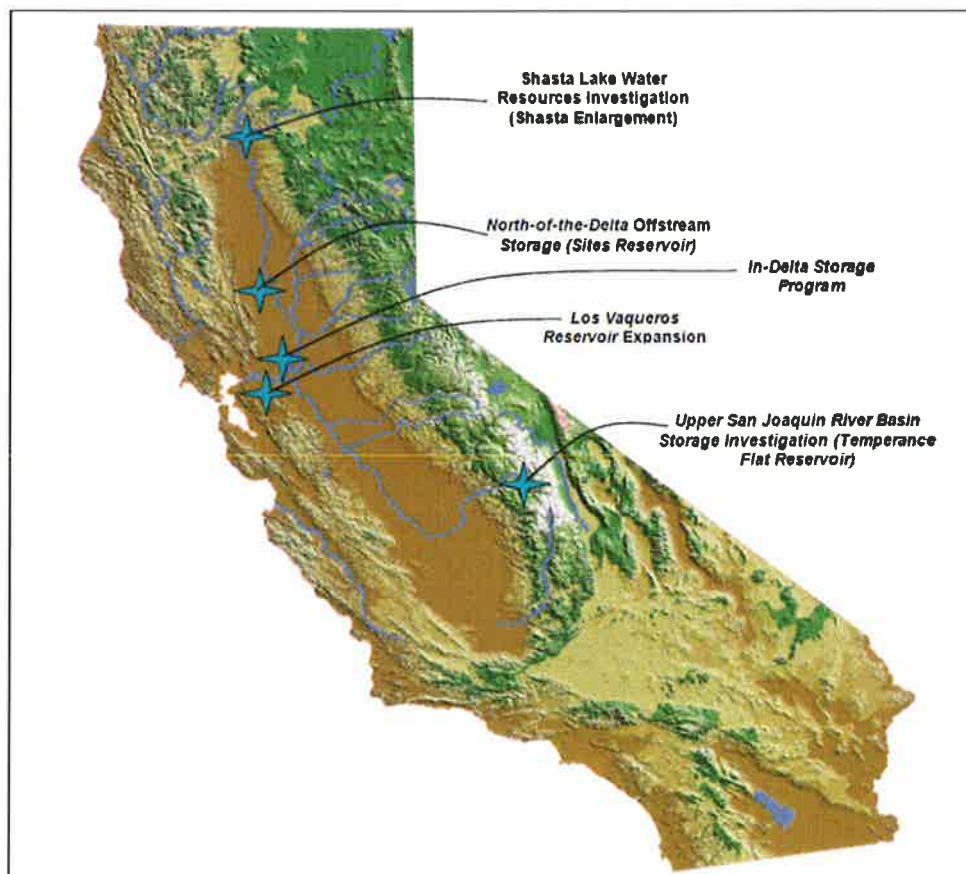 Shasta Lake Water
Resources Investigation
(Shasta Enlargement)
North-of-the-Delta Offstream
Storage (Sites Reservoir)
In-Delta Storage
Program
Los Vaqueros
Reservoir Expansion
Upper San Joaquin River Basin
Storage Investigation (Temperance
Flat Reservoir)